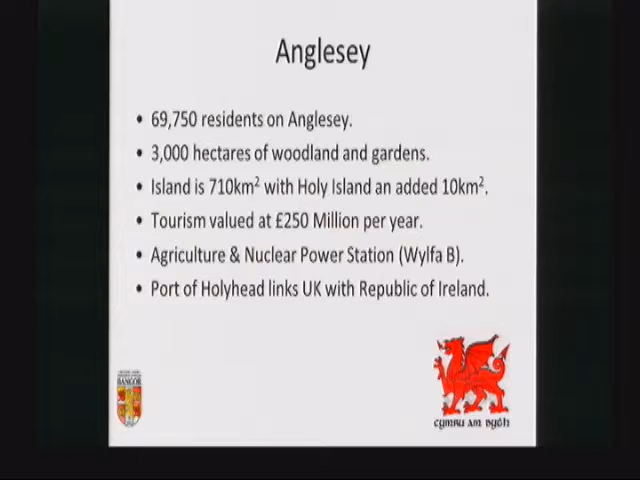 Anglesey
• 69,750 residents on Anglesey.
• 3,000 hectares of woodland and gardens.
• Island is 710km² with Holy Island an added 10km².
• Tourism valued at £250 Million per year.
• Agriculture & Nuclear Power Station (Wylfa B).
• Port of Holyhead links UK with Republic of Ireland.
BANGOR
cymru am byth